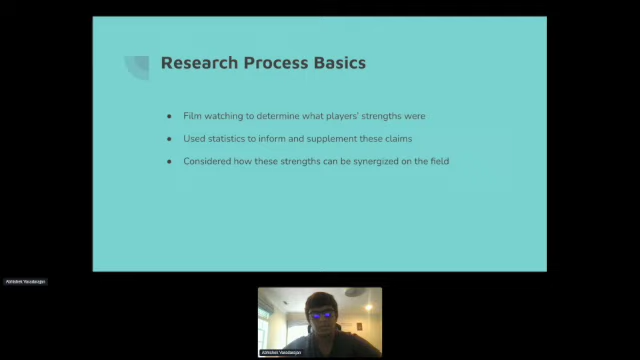 Research Process Basics
Film watching to determine what players' strengths were
Used statistics to inform and supplement these claims
Considered how these strengths can be synergized on the field